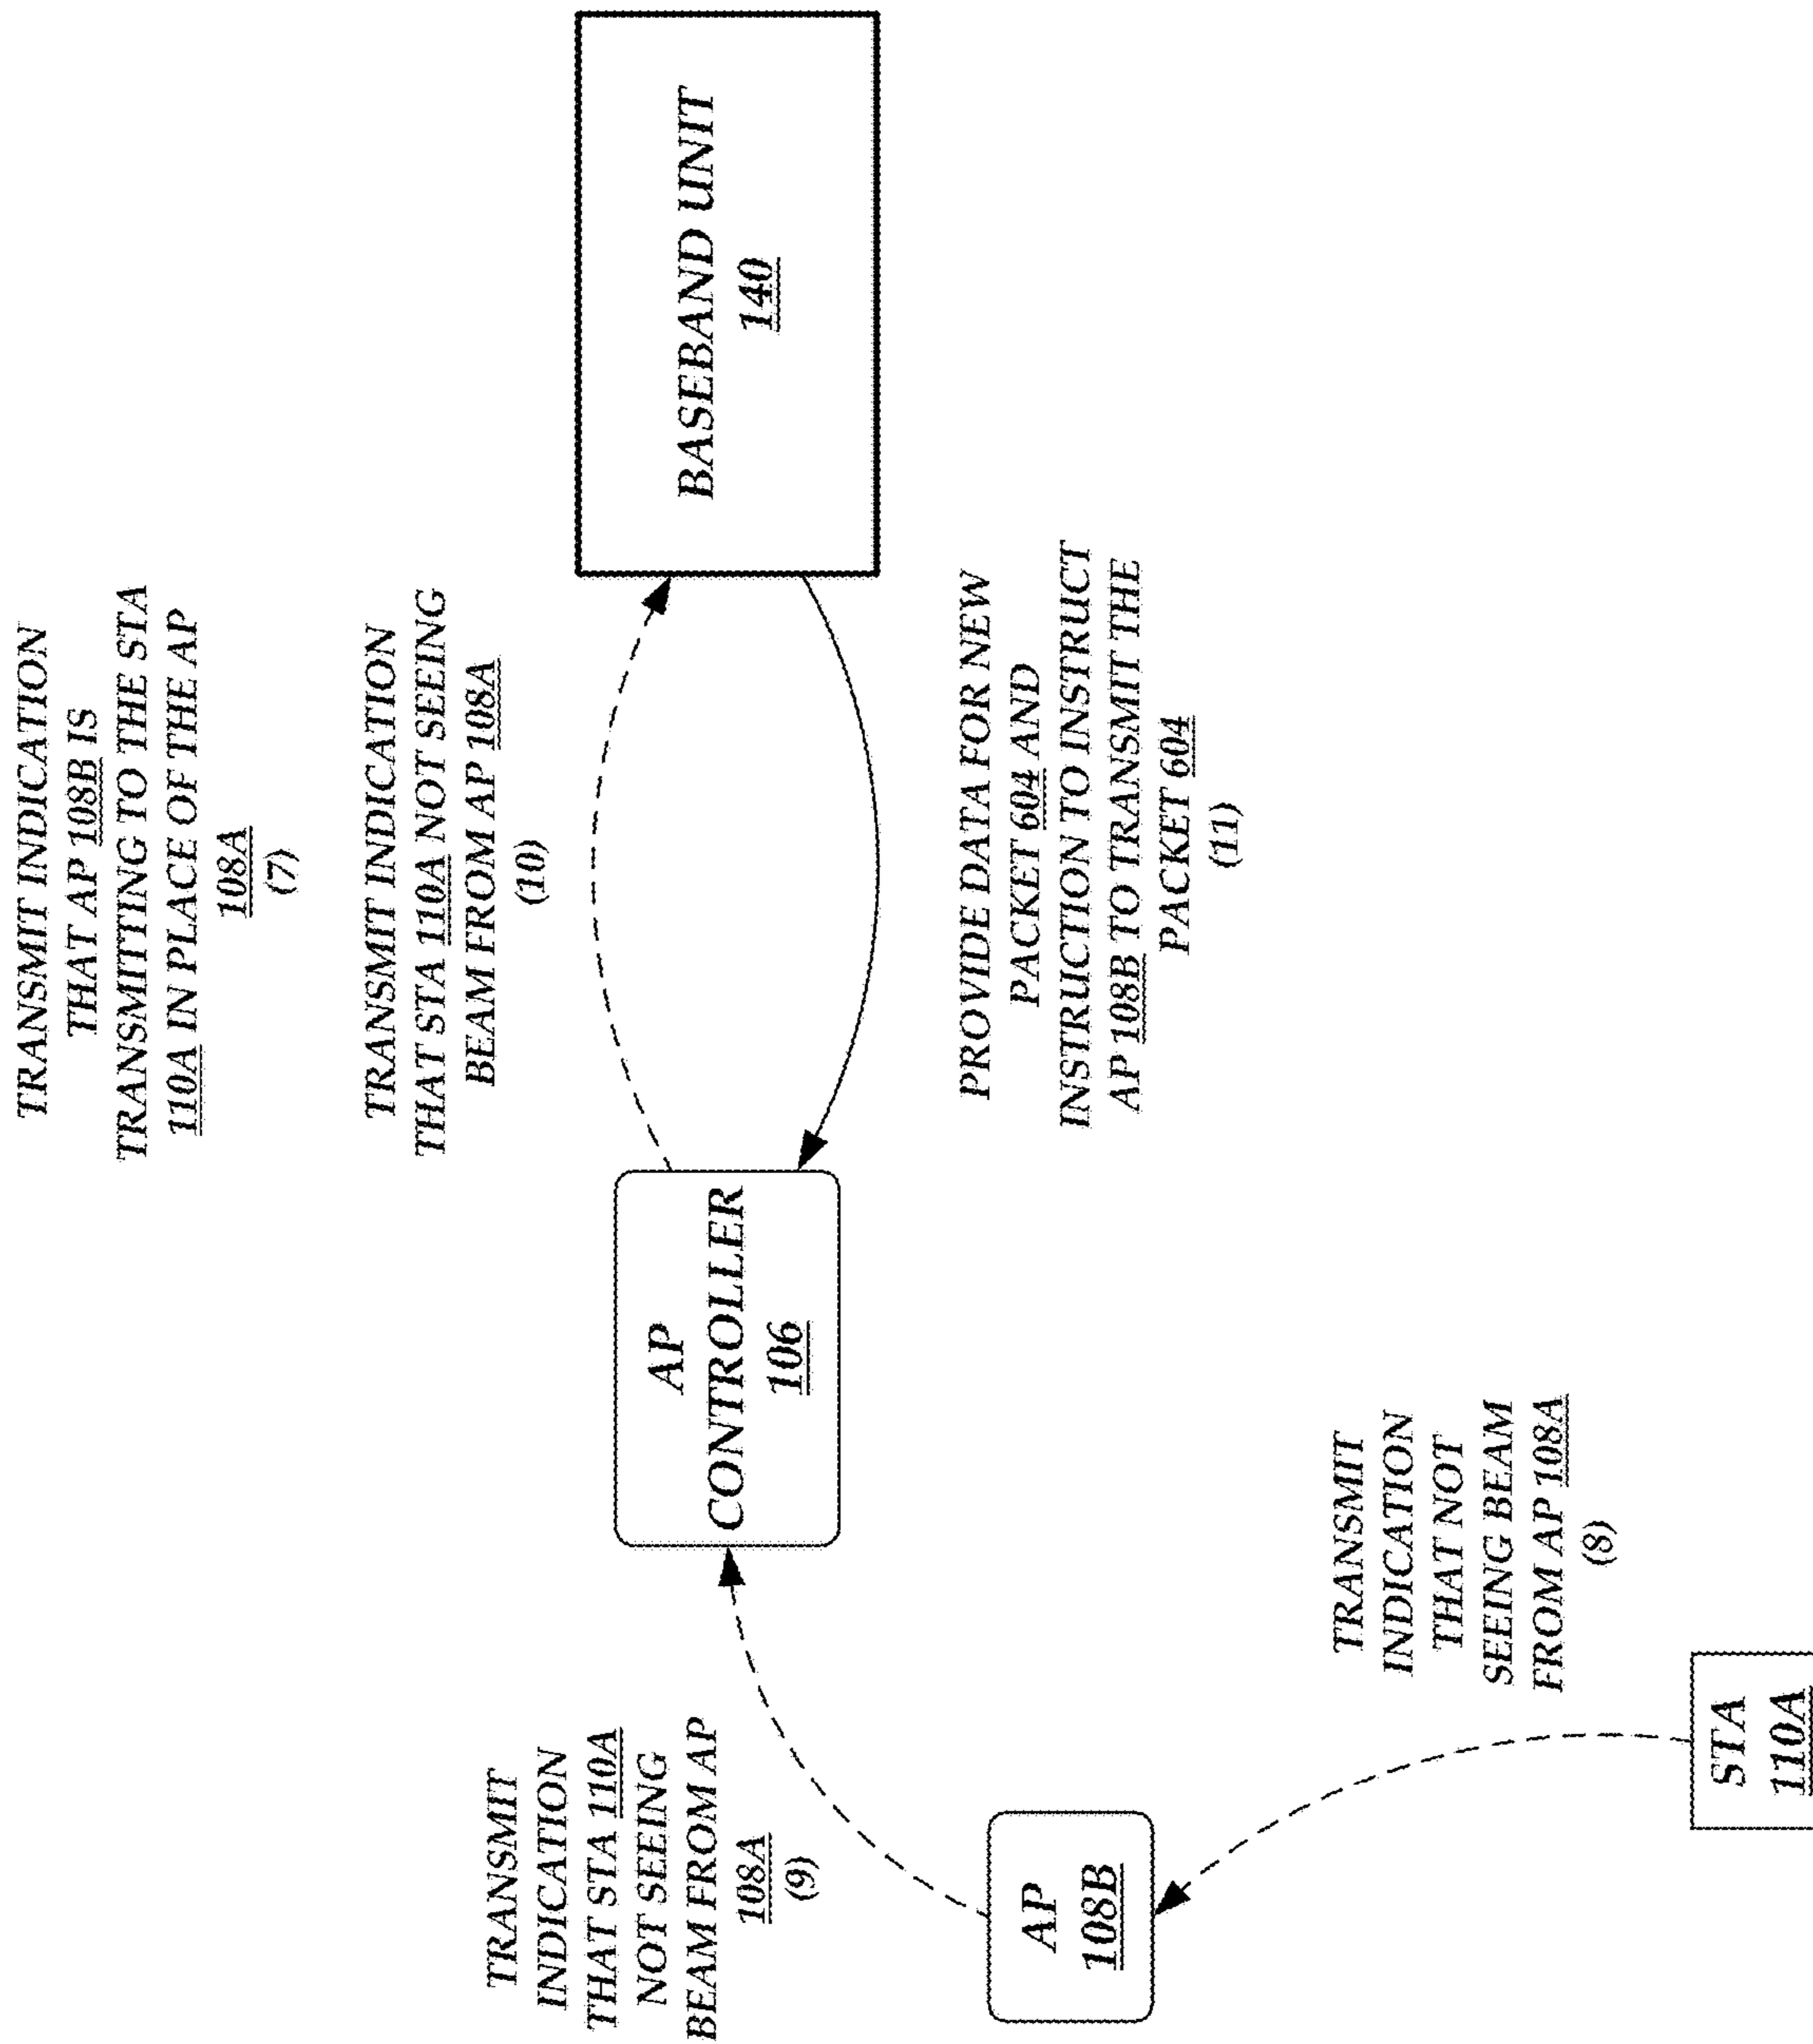 TRANSMIT INDICATION
THAT AP 108B IS
TRANSMITTING TO THE STA
110A IN PLACE OF THE AP
108A
(7)
TRANSMIT INDICATION
THAT STA 110A NOT SEEING
BEAM FROM AP 108A
(10)
BASEBAND UNIT
140
PROVIDE DATA FOR NEW
PACKET 604 AND
INSTRUCTION TO INSTRUCT
AP 108B TO TRANSMIT THE
PACKET 604
(11)
AP
CONTROLLER
106
TRANSMIT
INDICATION
THAT STA 110A
NOT SEEING
BEAM FROM AP
108A
(9)
AP
108B
TRANSMIT
INDICATION
THAT NOT
SEEING BEAM
FROM AP 108A
(8)
STA
110A